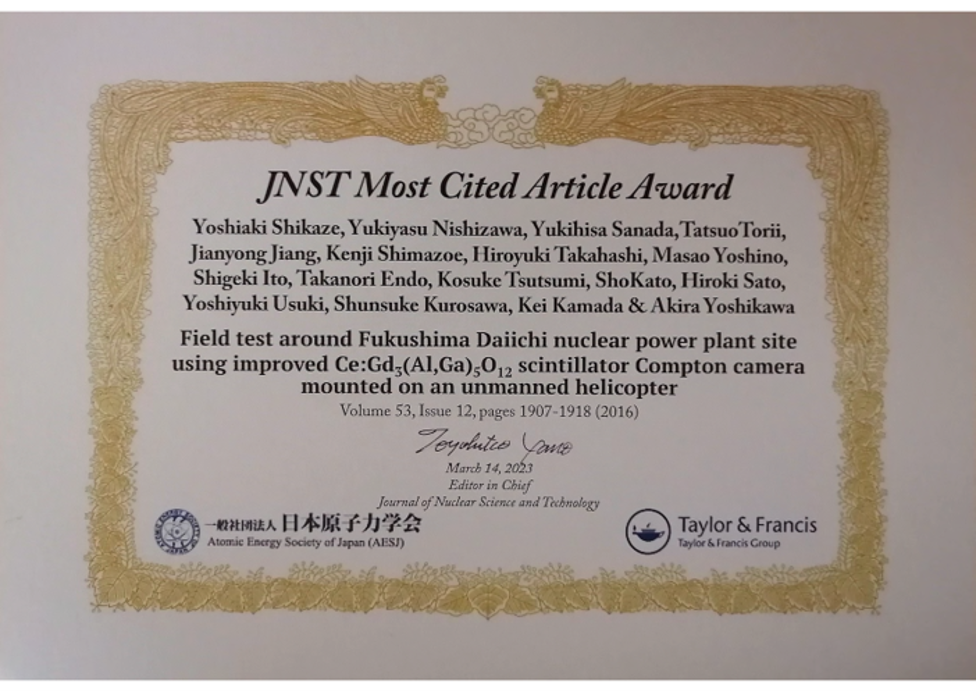 JNST Most Cited Article Award
Yoshiaki Shikaze, Yukiyasu Nishizawa, Yukihisa Sanada, Tatsuo Torii,
Jianyong Jiang, Kenji Shimazoe, Hiroyuki Takahashi, Masao Yoshino,
Shigeki Ito, Takanori Endo, Kosuke Tsutsumi, ShoKato, Hiroki Sato,
Yoshiyuki Usuki, Shunsuke Kurosawa, Kei Kamada & Akira Yoshikawa
Field test around Fukushima Daiichi nuclear power plant site
using improved Ce:Gd₃(Al,Ga)₅O₁₂ scintillator Compton camera
mounted on an unmanned helicopter
Volume 53, Issue 12, pages 1907-1918 (2016)
March 14, 2023
Editor in Chief
Journal of Nuclear Science and Technology
一般社団法人 日本原子力学会
Atomic Energy Society of Japan (AESJ)
Taylor & Francis
Taylor & Francis Group